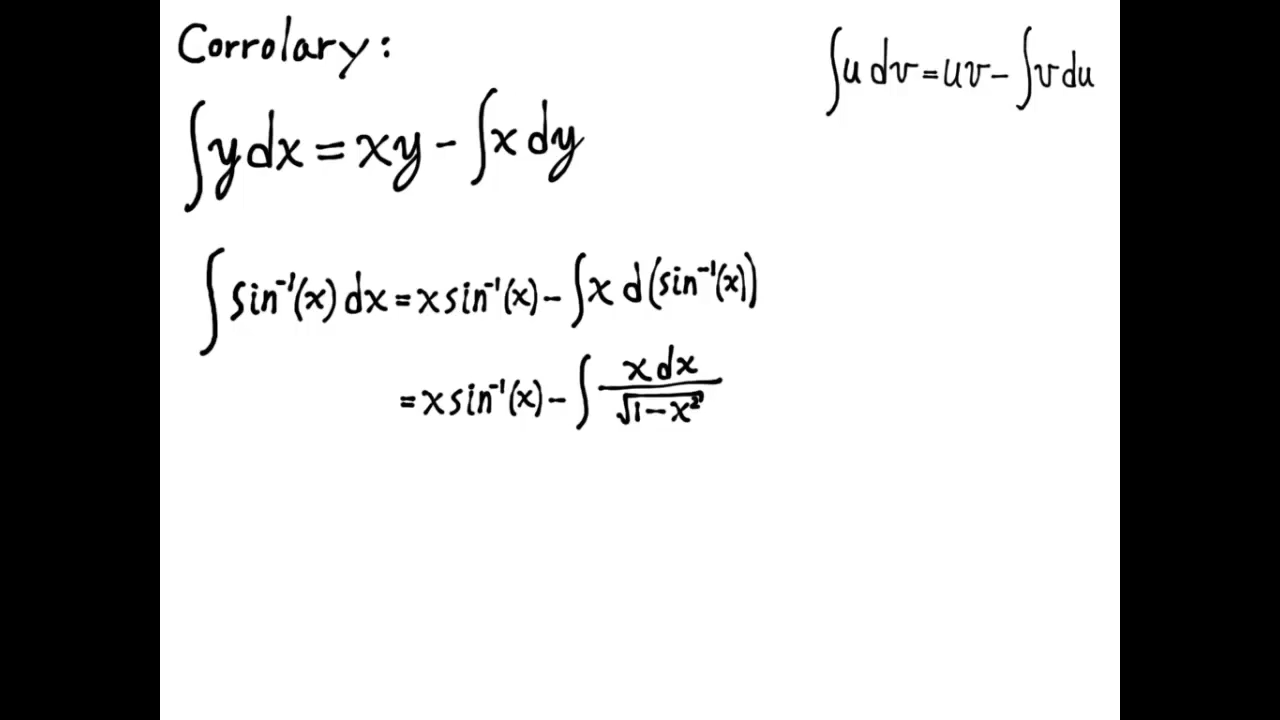 Corrolary:
∫u dv = uv − ∫v du
∫y dx = xy − ∫x dy
∫sin⁻¹(x) dx = x sin⁻¹(x) − ∫x d(sin⁻¹(x))
= x sin⁻¹(x) − ∫ x dx / √1−x²